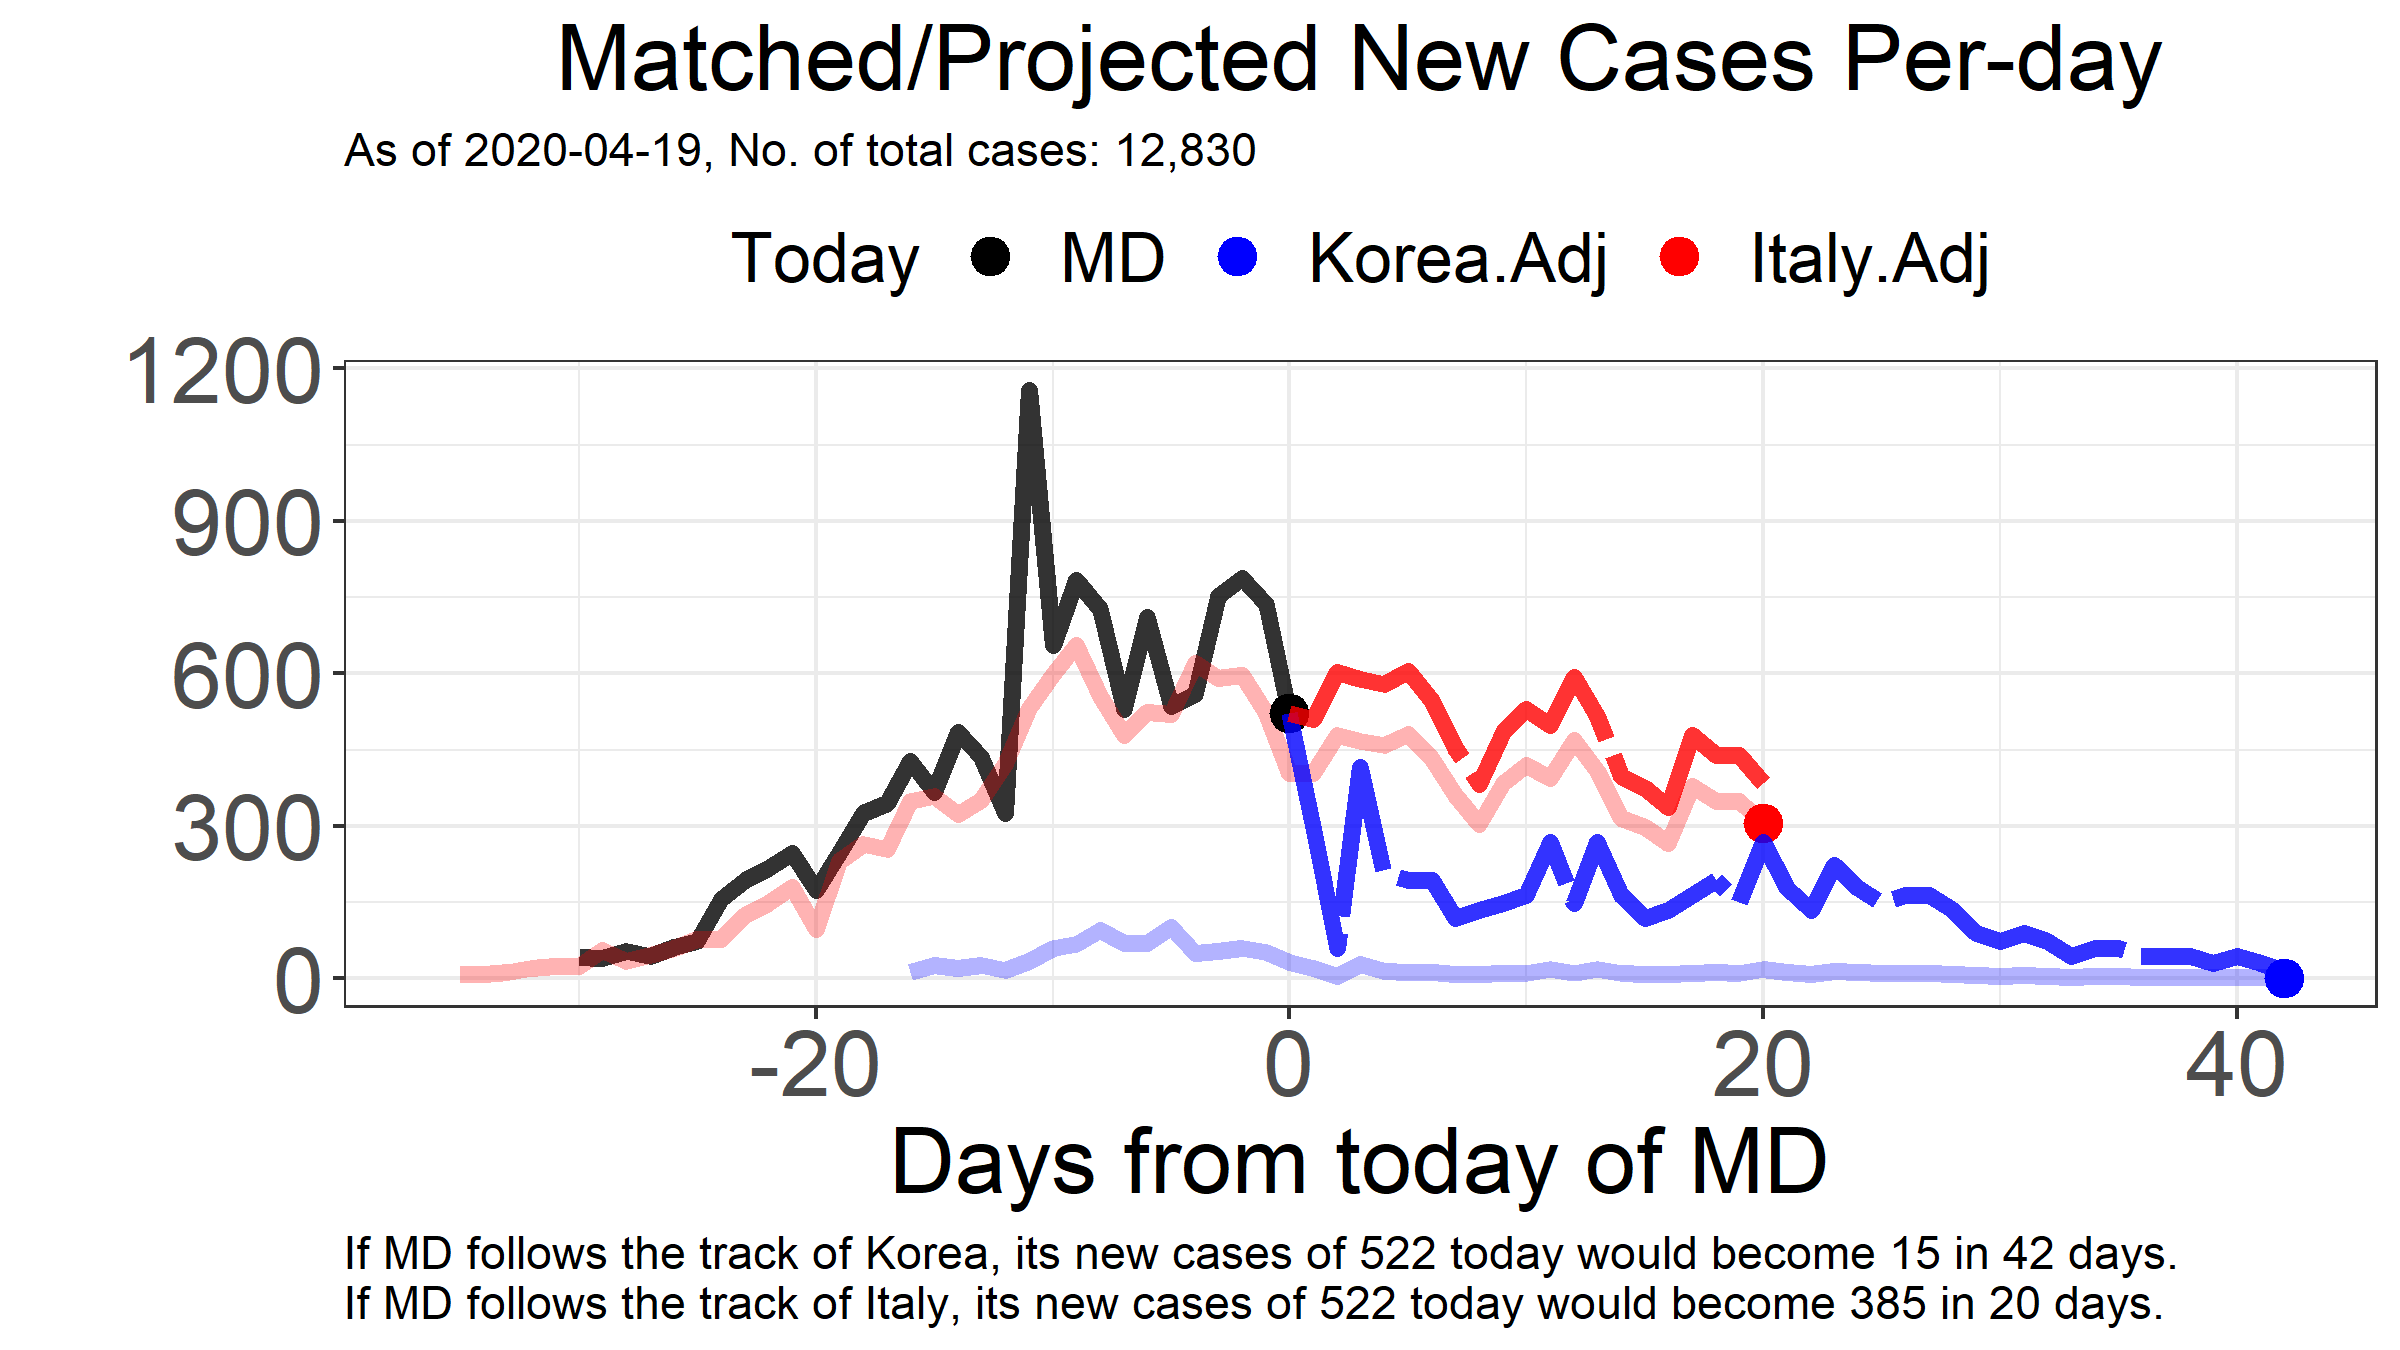 Matched/Projected New Cases Per-day
As of 2020-04-19, No. of total cases: 12,830
Today MD Korea.Adj Italy.Adj
1200
900
600
300
0
-20 0 20 40
Days from today of MD
If MD follows the track of Korea, its new cases of 522 today would become 15 in 42 days.
If MD follows the track of Italy, its new cases of 522 today would become 385 in 20 days.